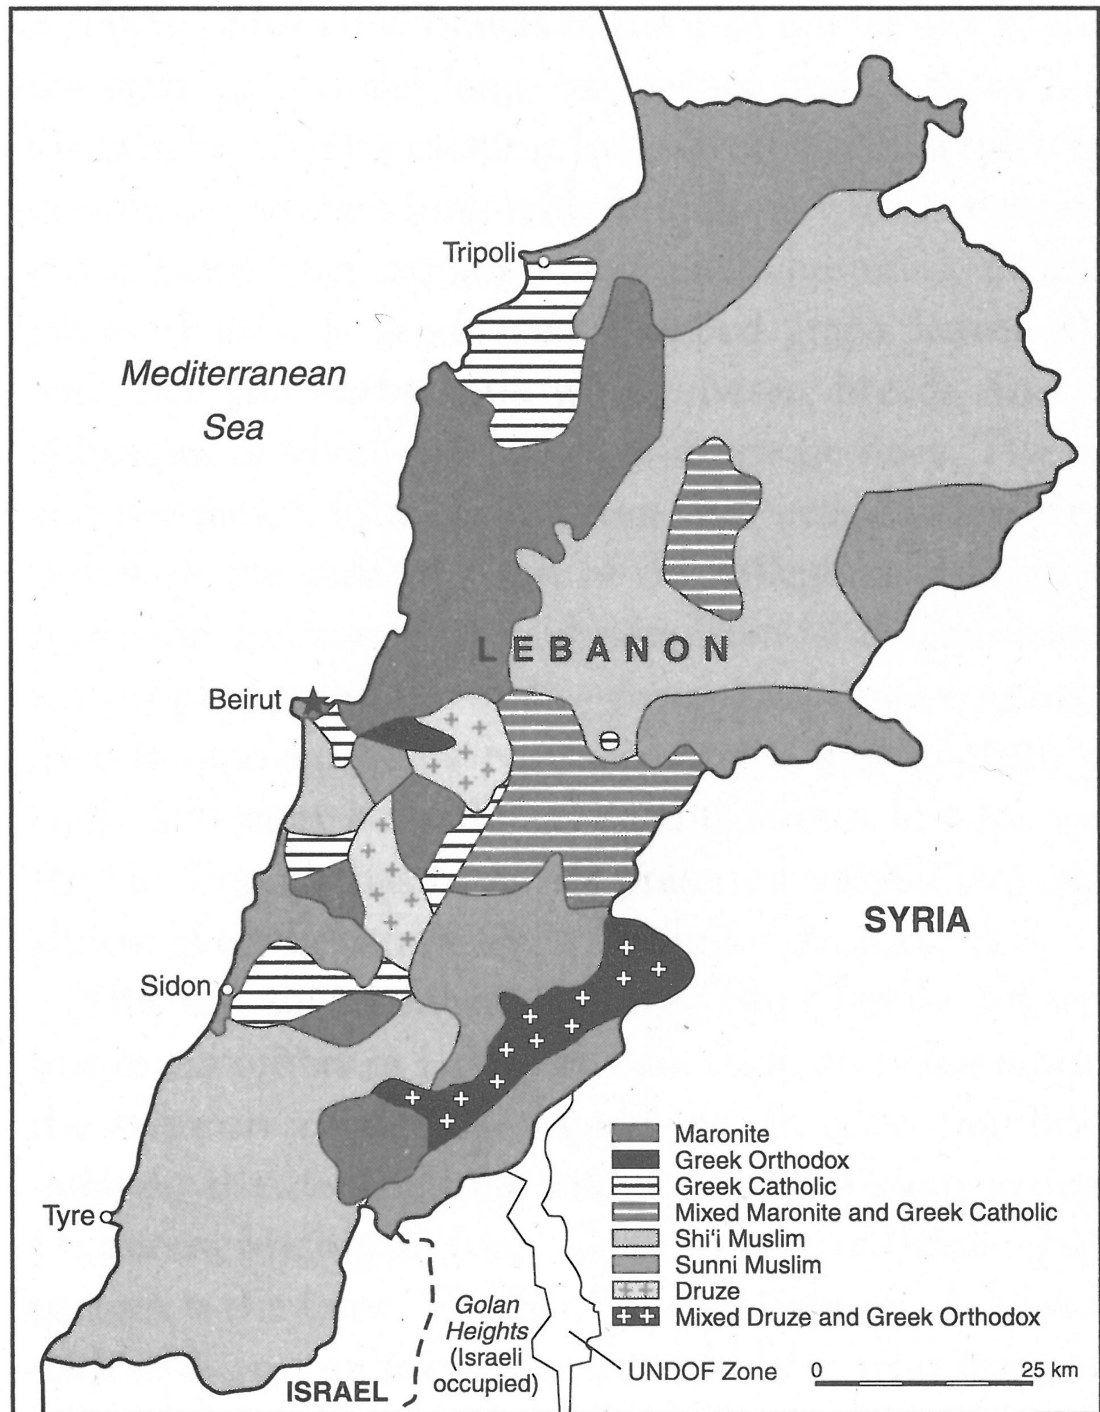 Tripoli
Mediterranean
Sea
LEBANON
Beirut
SYRIA
Sidon
Tyre
Maronite
Greek Orthodox
Greek Catholic
Mixed Maronite and Greek Catholic
Shi'i Muslim
Sunni Muslim
Druze
Mixed Druze and Greek Orthodox
Golan
Heights
(Israeli
occupied)
ISRAEL
UNDOF Zone
0 25 km